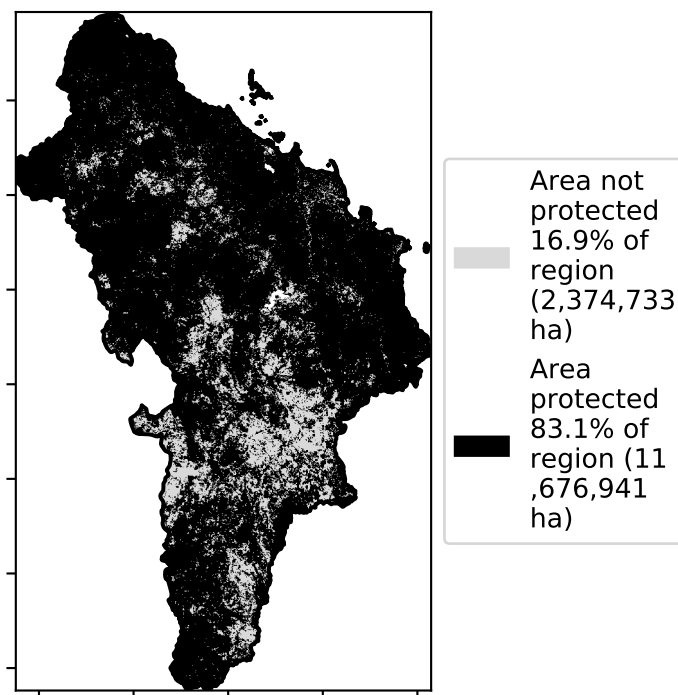 Area not
protected
16.9% of
region
(2,374,733
ha)
Area
protected
83.1% of
region (11
,676,941
ha)